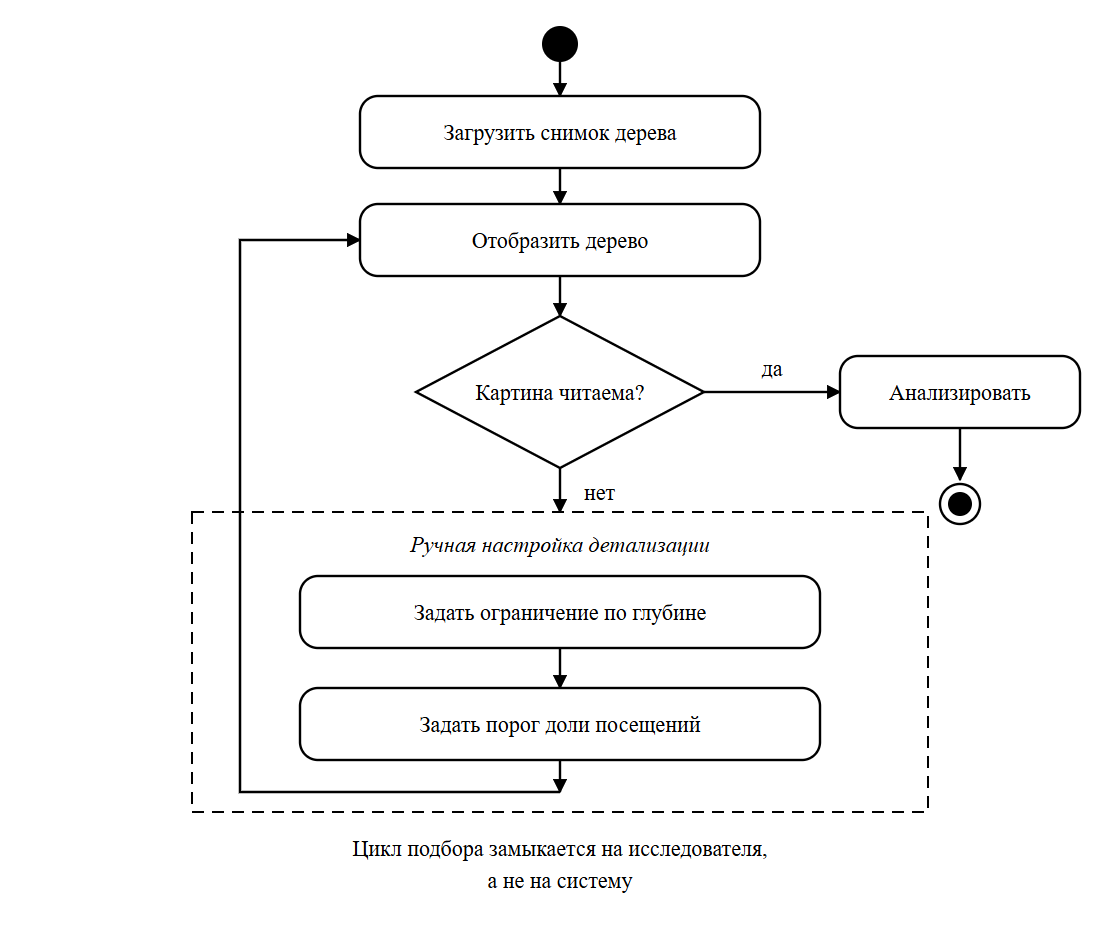 Загрузить снимок дерева
Отобразить дерево
Картина читаема?
да
Анализировать
нет
Ручная настройка детализации
Задать ограничение по глубине
Задать порог доли посещений
Цикл подбора замыкается на исследователя,
а не на систему